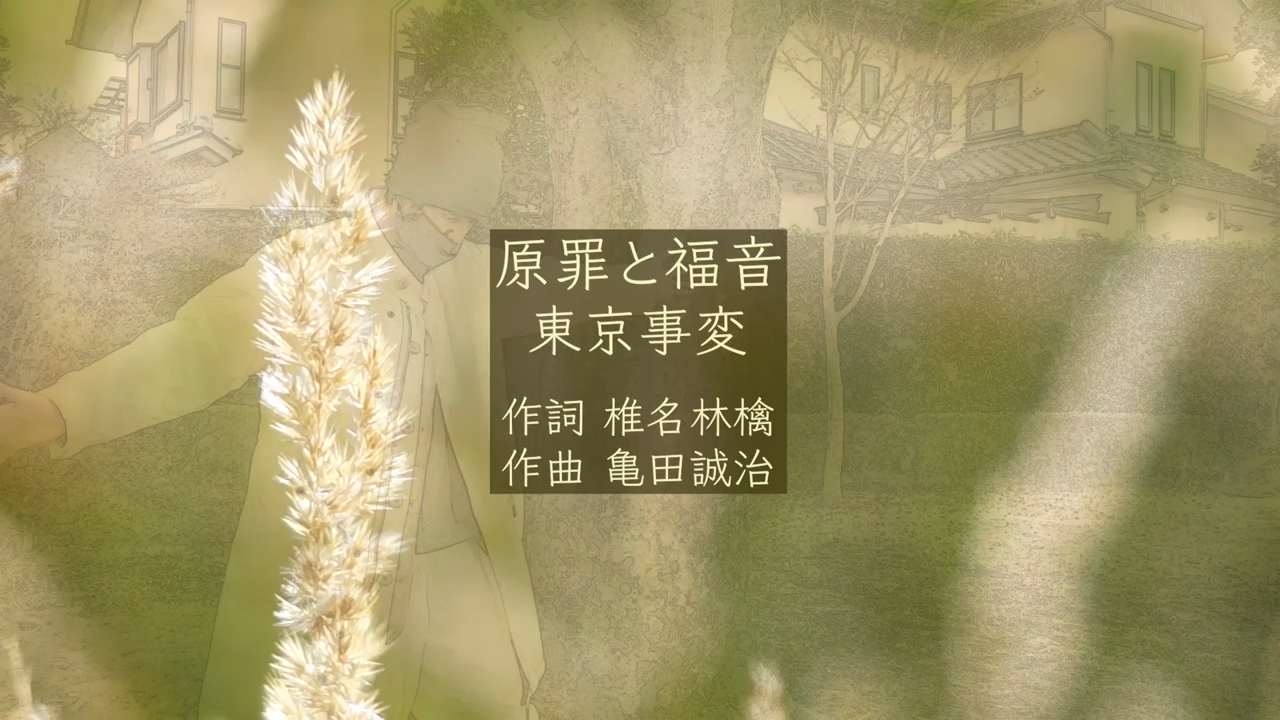 原罪と福音
東京事変
作詞 椎名林檎
作曲 亀田誠治